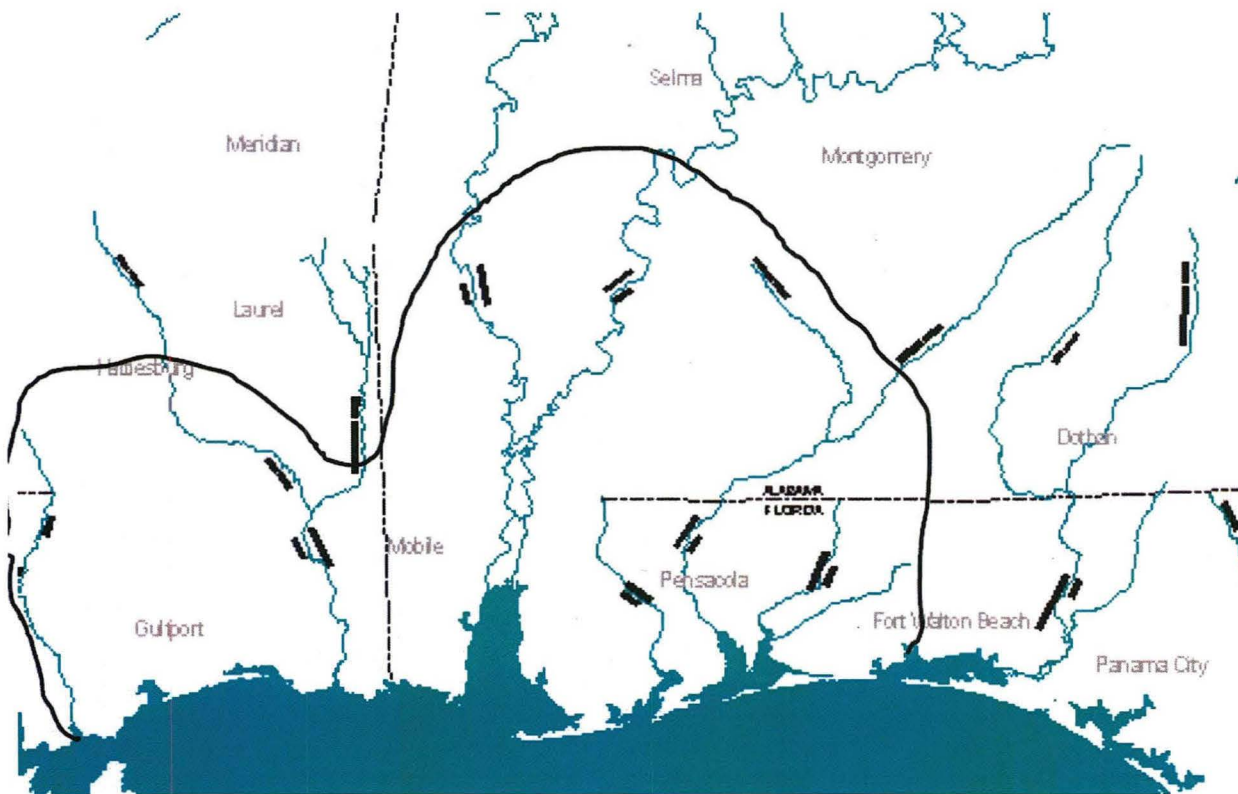 Selma
Meridian
Montgomery
Laurel
Hattiesburg
Dothan
ALABAMA
FLORIDA
Mobile
Pensacola
Gulfport
Fort Walton Beach
Panama City